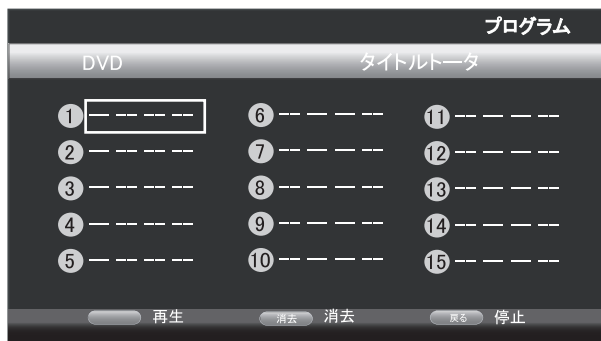 プログラム
DVD タイトルトータ
1 — -- -- -- 6 -- — — -- 11 -- — — --
2 — -- -- -- 7 -- — — -- 12 -- — — --
3 — -- -- -- 8 -- — — -- 13 -- — — --
4 — -- -- -- 9 -- — — -- 14 -- — — --
5 — -- -- -- 10 -- — — -- 15 -- — — --
再生 消去 消去 戻る 停止